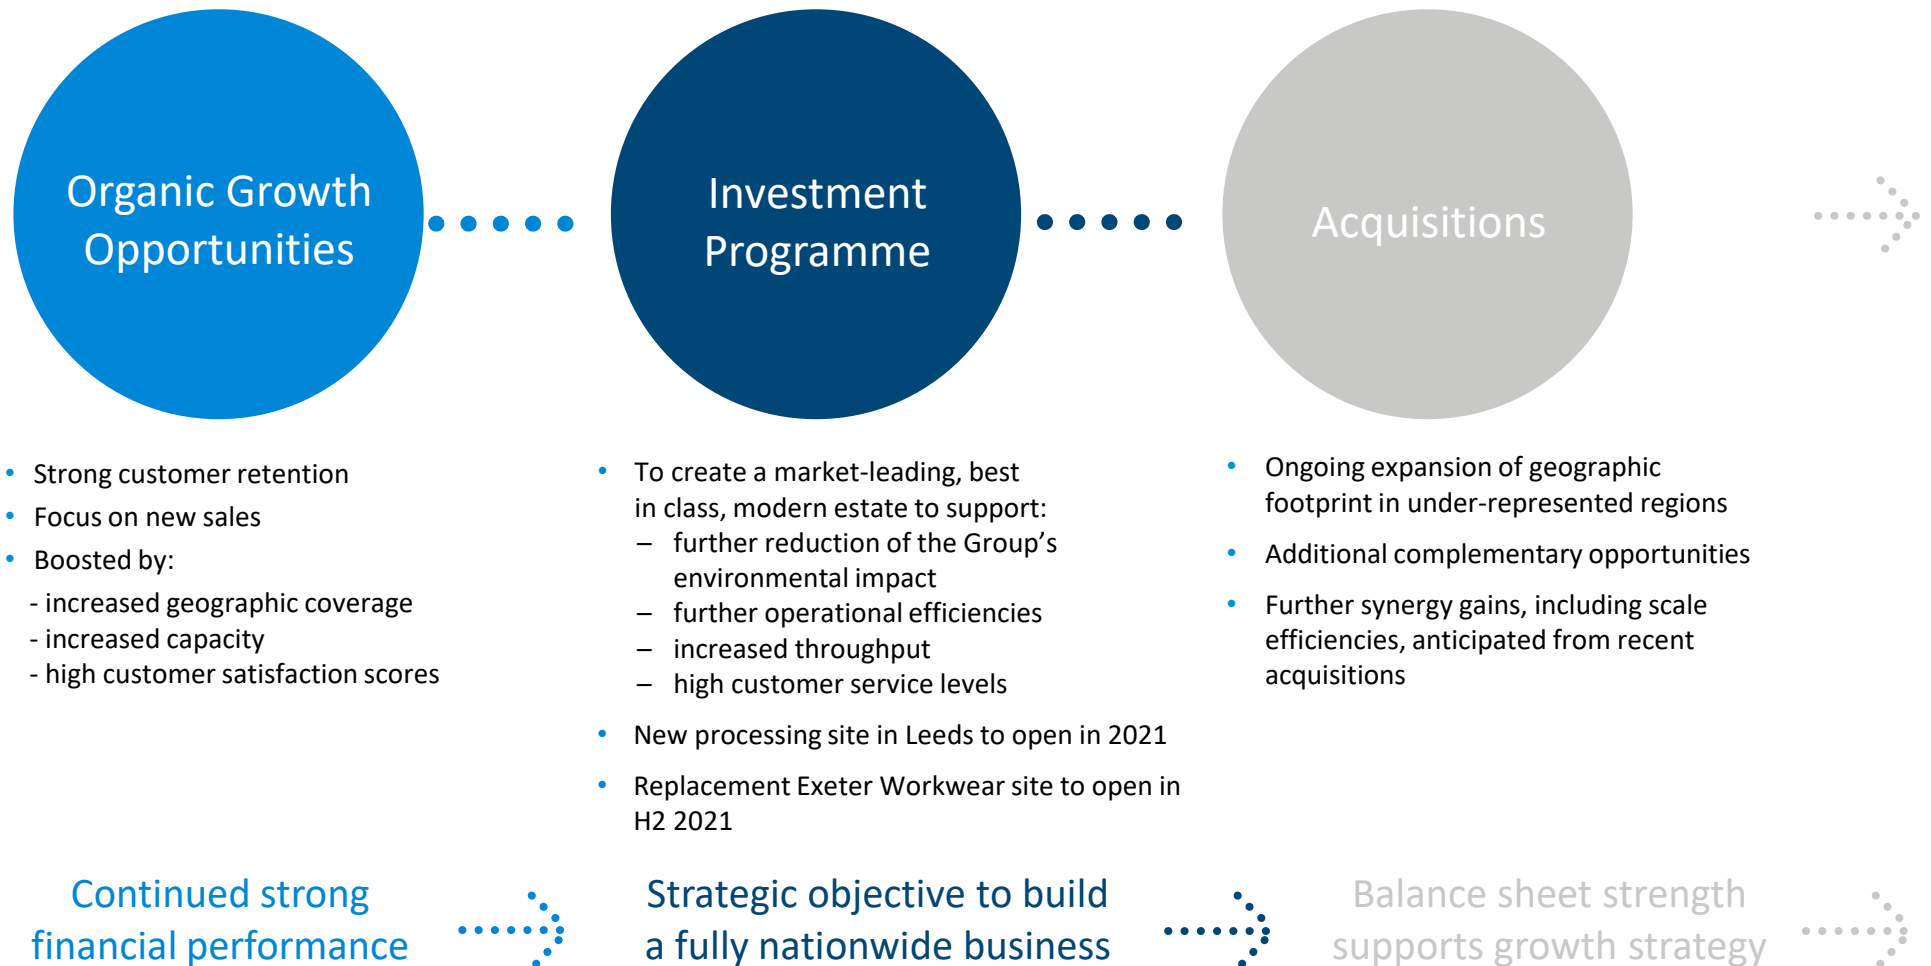 Organic Growth
Opportunities
Investment
Programme
Acquisitions
• Strong customer retention
• Focus on new sales
• Boosted by:
- increased geographic coverage
- increased capacity
- high customer satisfaction scores
• To create a market-leading, best
in class, modern estate to support:
– further reduction of the Group's
environmental impact
– further operational efficiencies
– increased throughput
– high customer service levels
• New processing site in Leeds to open in 2021
• Replacement Exeter Workwear site to open in
H2 2021
• Ongoing expansion of geographic
footprint in under-represented regions
• Additional complementary opportunities
• Further synergy gains, including scale
efficiencies, anticipated from recent
acquisitions
Continued strong
financial performance
Strategic objective to build
a fully nationwide business
Balance sheet strength
supports growth strategy